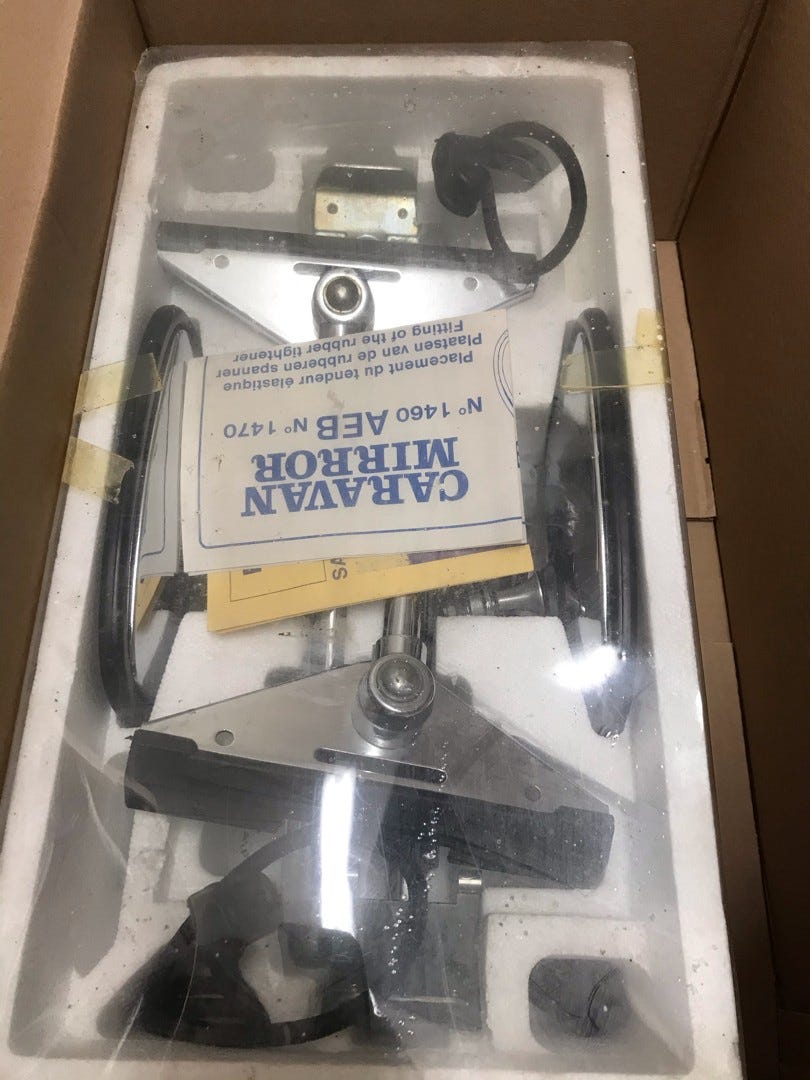 CARAVAN
MIRROR
N° 1460 AEB N° 1470
Placement du tendeur élastique
Plaatsen van de rubberen spanner
Fitting of the rubber tightener
SA